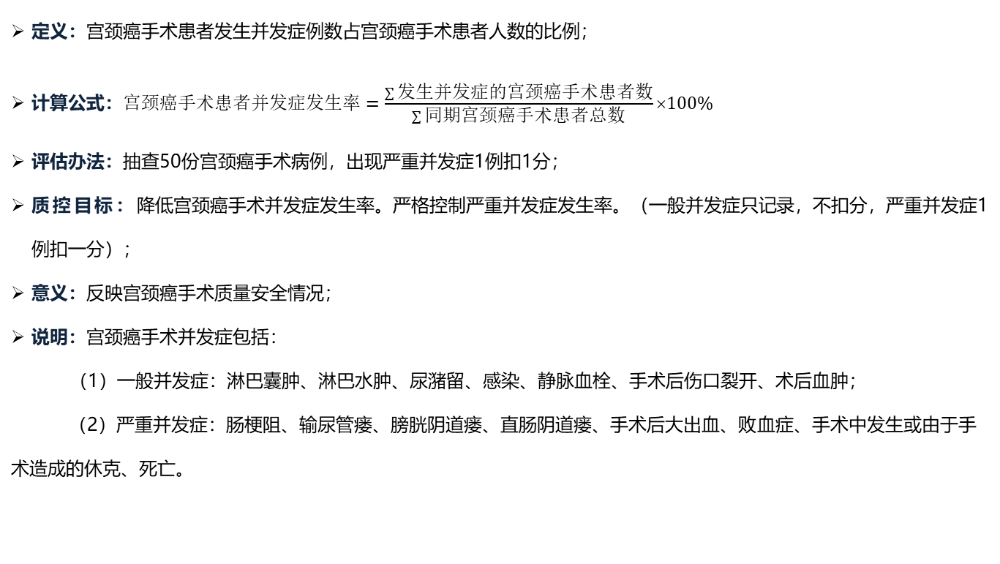 ➢ 定义：宫颈癌手术患者发生并发症例数占宫颈癌手术患者人数的比例；
➢ 计算公式：宫颈癌手术患者并发症发生率 = ∑ 发生并发症的宫颈癌手术患者数 / ∑ 同期宫颈癌手术患者总数 ×100%
➢ 评估办法：抽查50份宫颈癌手术病例，出现严重并发症1例扣1分；
➢ 质控目标：降低宫颈癌手术并发症发生率。严格控制严重并发症发生率。（一般并发症只记录，不扣分，严重并发症1
例扣一分）；
➢ 意义：反映宫颈癌手术质量安全情况；
➢ 说明：宫颈癌手术并发症包括：
（1）一般并发症：淋巴囊肿、淋巴水肿、尿潴留、感染、静脉血栓、手术后伤口裂开、术后血肿；
（2）严重并发症：肠梗阻、输尿管瘘、膀胱阴道瘘、直肠阴道瘘、手术后大出血、败血症、手术中发生或由于手
术造成的休克、死亡。